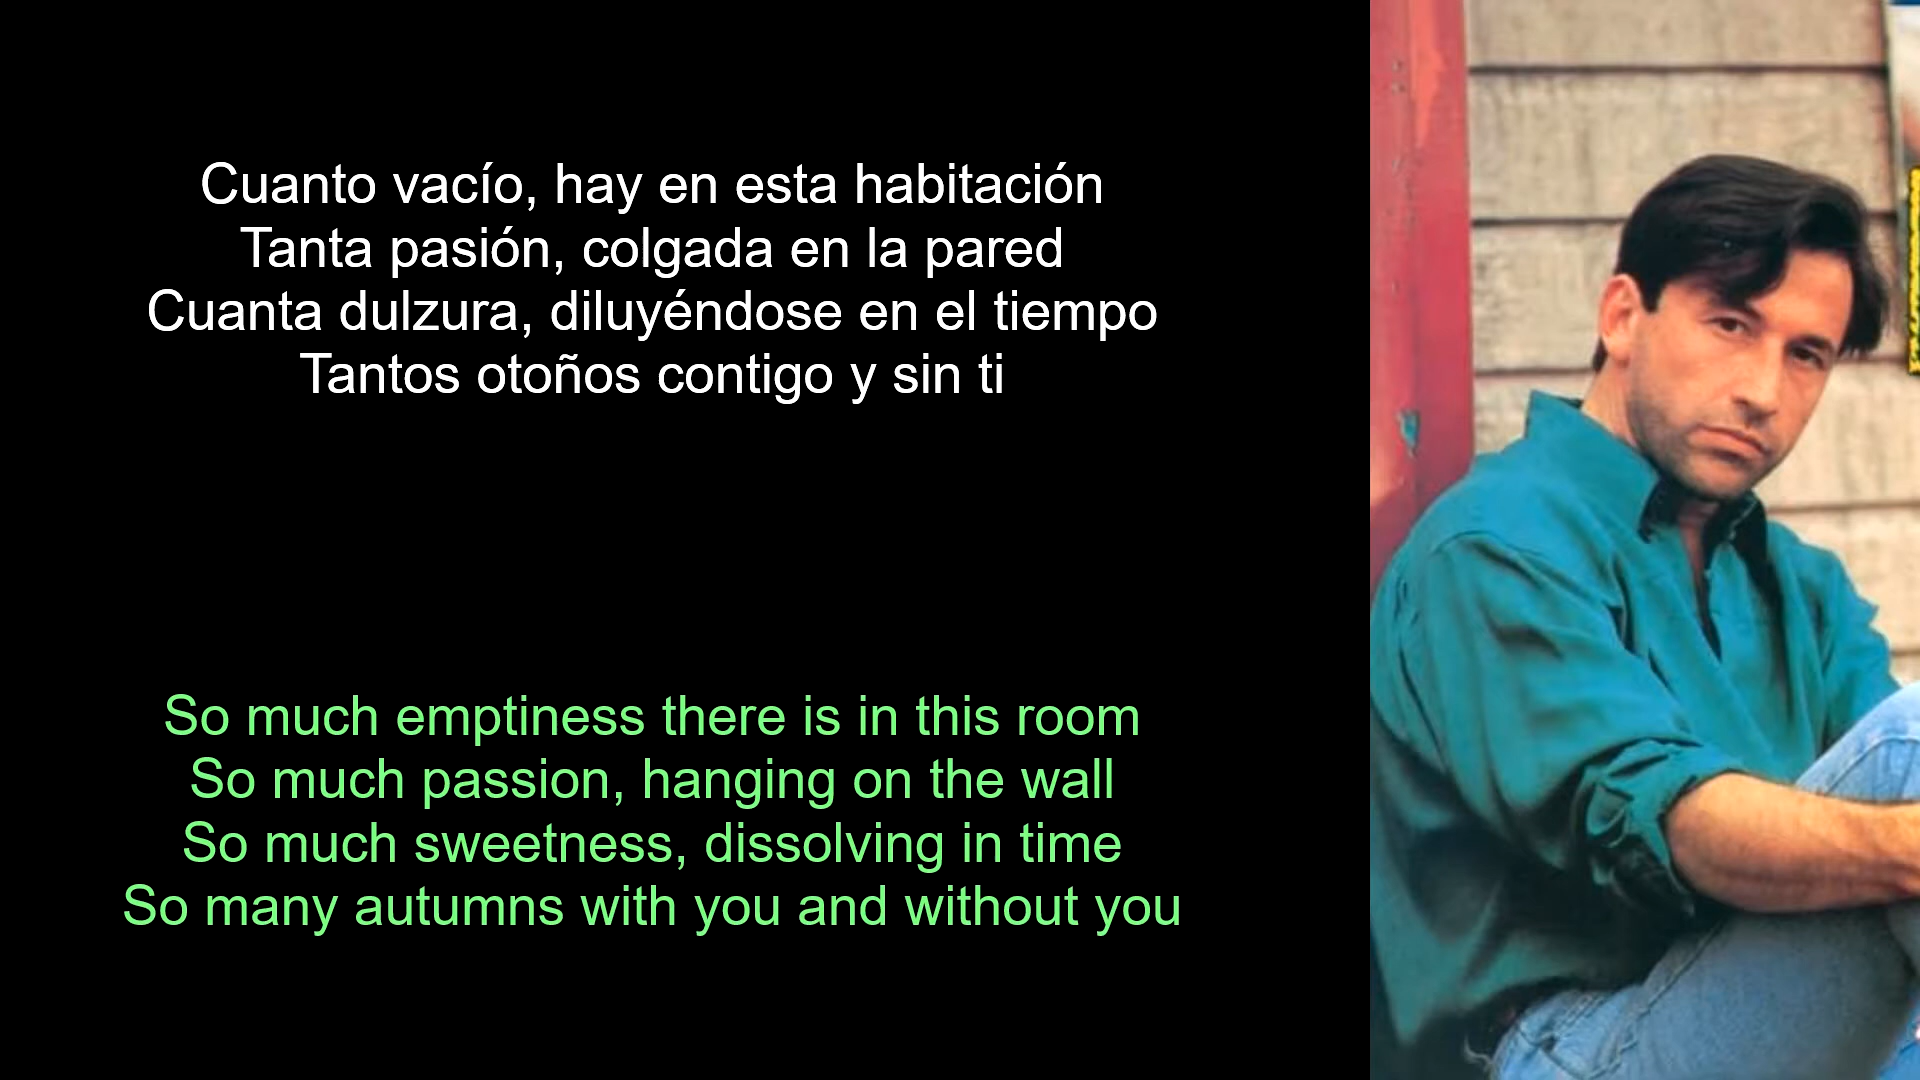 Cuanto vacío, hay en esta habitación
Tanta pasión, colgada en la pared
Cuanta dulzura, diluyéndose en el tiempo
Tantos otoños contigo y sin ti
So much emptiness there is in this room
So much passion, hanging on the wall
So much sweetness, dissolving in time
So many autumns with you and without you